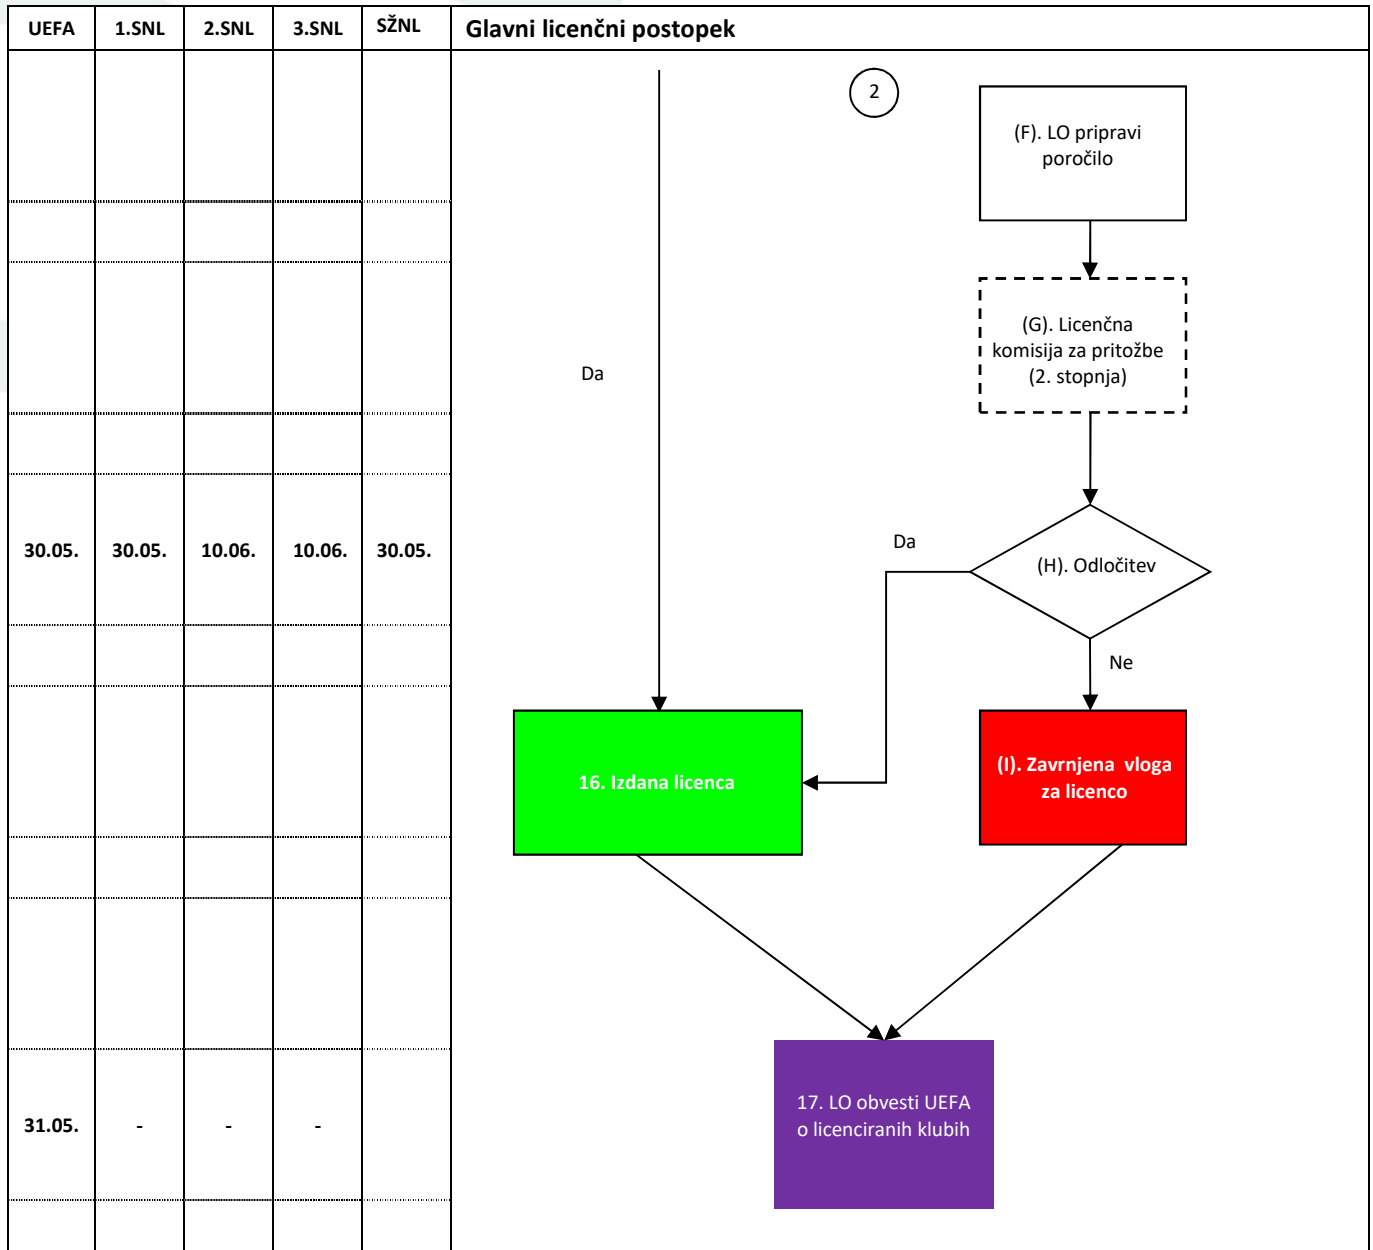 UEFA 1.SNL 2.SNL 3.SNL SŽNL Glavni licenčni postopek
2
(F). LO pripravi
poročilo
(G). Licenčna
komisija za pritožbe
(2. stopnja)
Da
30.05. 30.05. 10.06. 10.06. 30.05.
Da
(H). Odločitev
Ne
16. Izdana licenca
(I). Zavrnjena vloga
za licenco
31.05. - - -
17. LO obvesti UEFA
o licenciranih klubih